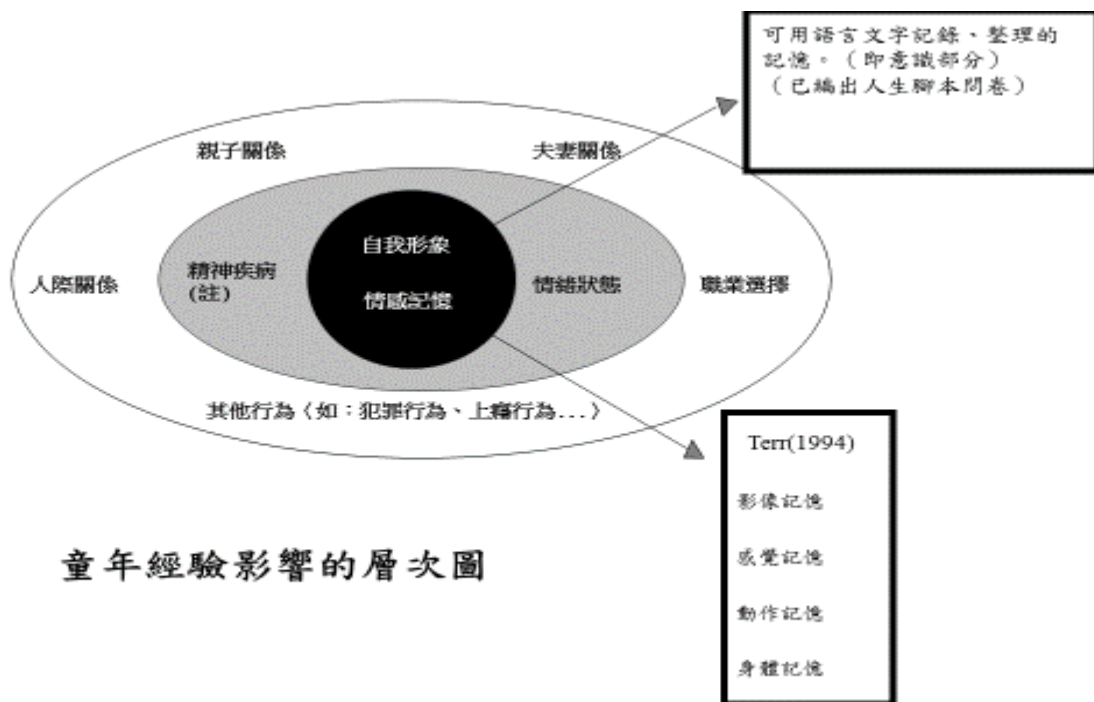 可用語言文字記錄、整理的
記憶。（即意識部分）
（已編出人生腳本問卷）
親子關係
夫妻關係
自我形象
人際關係
精神疾病
(註)
情緒狀態
職業選擇
情感記憶
其他行為（如：犯罪行為、上癮行為...）
Terr(1994)
影像記憶
感覺記憶
動作記憶
身體記憶
童年經驗影響的層次圖